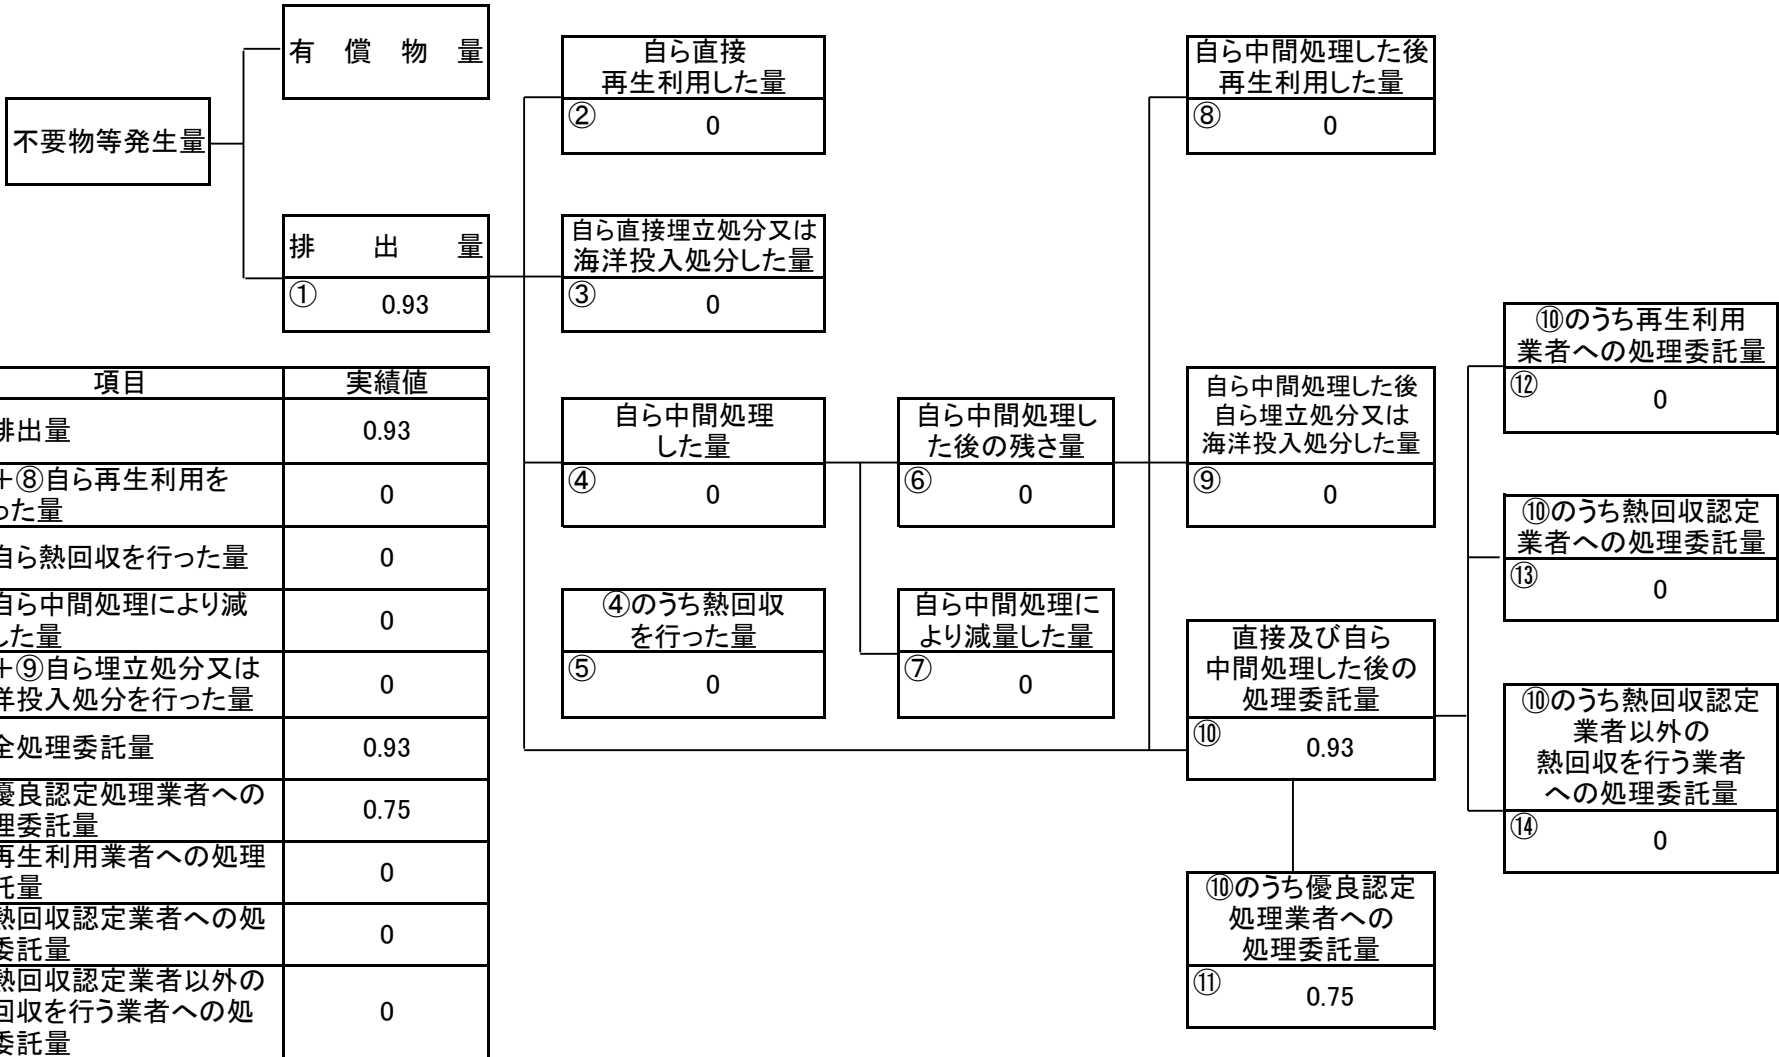 有償物量
不要物等発生量
排出量
① 0.93
自ら直接
再生利用した量
② 0
自ら直接埋立処分又は
海洋投入処分した量
③ 0
自ら中間処理
した量
④ 0
④のうち熱回収
を行った量
⑤ 0
自ら中間処理し
た後の残さ量
⑥ 0
自ら中間処理に
より減量した量
⑦ 0
自ら中間処理した後
再生利用した量
⑧ 0
自ら中間処理した後
自ら埋立処分又は
海洋投入処分した量
⑨ 0
直接及び自ら
中間処理した後の
処理委託量
⑩ 0.93
⑩のうち優良認定
処理業者への
処理委託量
⑪ 0.75
⑩のうち再生利用
業者への処理委託量
⑫ 0
⑩のうち熱回収認定
業者への処理委託量
⑬ 0
⑩のうち熱回収認定
業者以外の
熱回収を行う業者
への処理委託量
⑭ 0
項目 実績値
排出量 0.93
＋⑧自ら再生利用を
った量 0
自ら熱回収を行った量 0
自ら中間処理により減
した量 0
＋⑨自ら埋立処分又は
洋投入処分を行った量 0
全処理委託量 0.93
優良認定処理業者への
理委託量 0.75
再生利用業者への処理
託量 0
熱回収認定業者への処
委託量 0
熱回収認定業者以外の
回収を行う業者への処
委託量 0